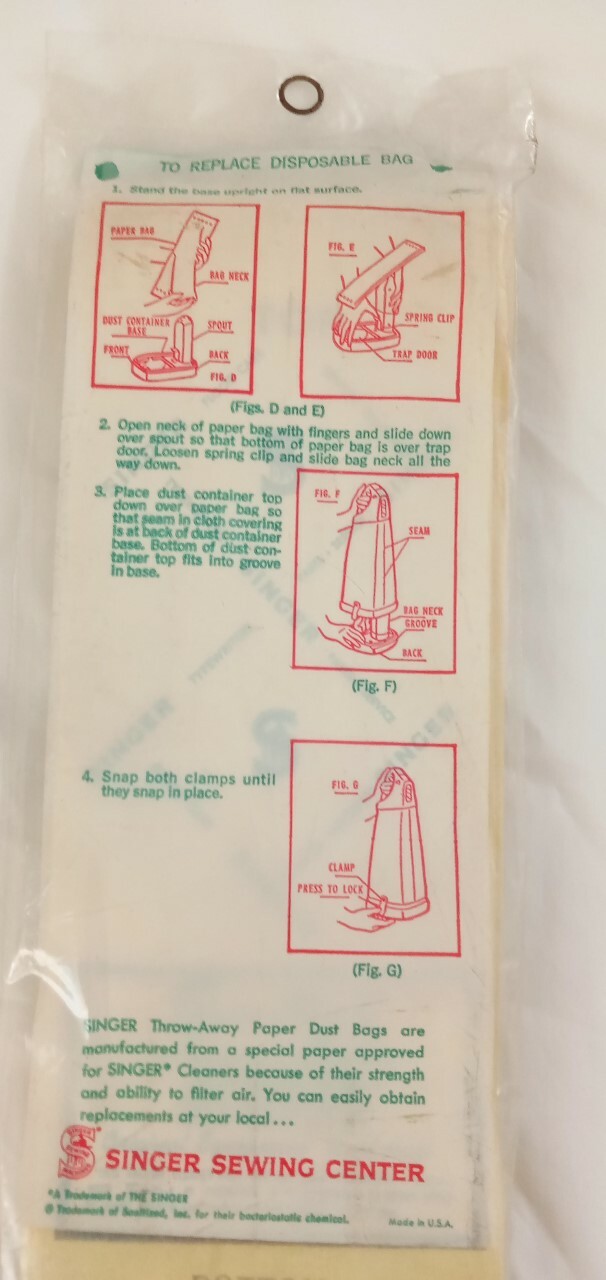 TO REPLACE DISPOSABLE BAG
1. Stand the base upright on flat surface.
PAPER BAG
BAG NECK
DUST CONTAINER
BASE
SPOUT
FRONT
BACK
FIG. D
FIG. E
SPRING CLIP
TRAP DOOR
(Figs. D and E)
2. Open neck of paper bag with fingers and slide down
over spout so that bottom of paper bag is over trap
door. Loosen spring clip and slide bag neck all the
way down.
3. Place dust container top
down over paper bag so
that seam in cloth covering
is at back of dust container
base. Bottom of dust con-
tainer top fits into groove
in base.
FIG. F
SEAM
BAG NECK
GROOVE
BACK
(Fig. F)
4. Snap both clamps until
they snap in place.
FIG. G
CLAMP
PRESS TO LOCK
(Fig. G)
SINGER Throw-Away Paper Dust Bags are
manufactured from a special paper approved
for SINGER* Cleaners because of their strength
and ability to filter air. You can easily obtain
replacements at your local...
SINGER SEWING CENTER
*A Trademark of THE SINGER
® Trademark of Sanitized, Inc. for their bacteriostatic chemical.
Made in U.S.A.